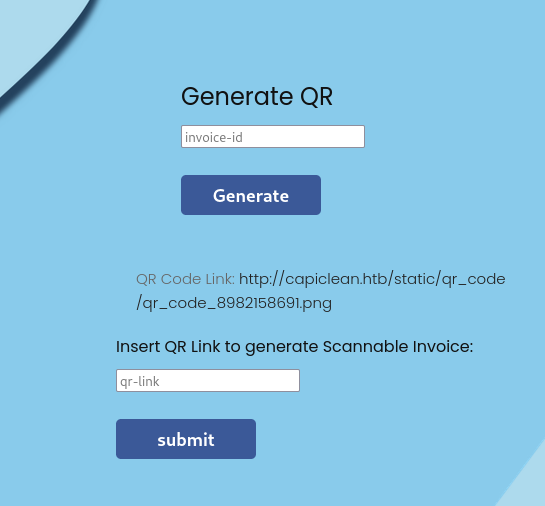 Generate QR
invoice-id
Generate
QR Code Link: http://capiclean.htb/static/qr_code
/qr_code_8982158691.png
Insert QR Link to generate Scannable Invoice:
qr-link
submit